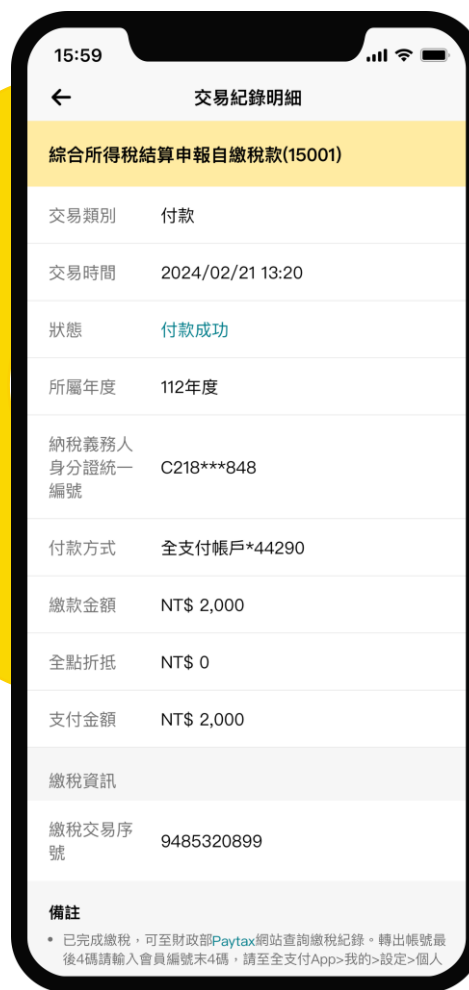 15:59
交易紀錄明細
綜合所得稅結算申報自繳稅款(15001)
交易類別 付款
交易時間 2024/02/21 13:20
狀態 付款成功
所屬年度 112年度
納稅義務人
身分證統一
編號
C218***848
付款方式 全支付帳戶*44290
繳款金額 NT$ 2,000
全點折抵 NT$ 0
支付金額 NT$ 2,000
繳稅資訊
繳稅交易序
號
9485320899
備註
• 已完成繳稅,可至財政部Paytax網站查詢繳稅紀錄。轉出帳號最
後4碼請輸入會員編號末4碼,請至全支付App>我的>設定>個人